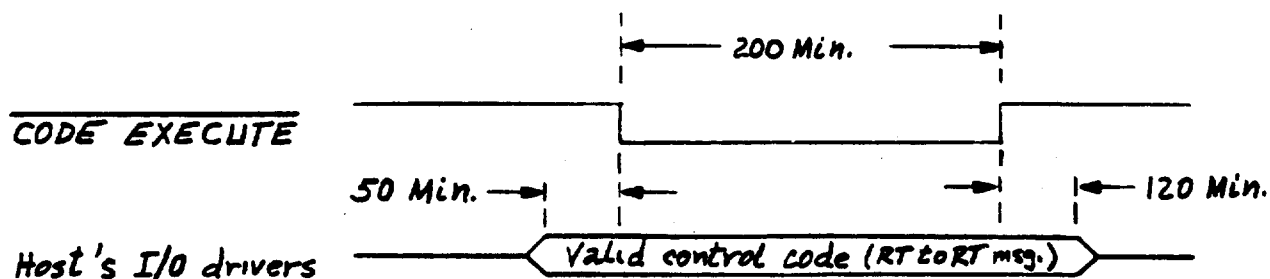 200 Min.
CODE EXECUTE
50 Min.
120 Min.
Host's I/O drivers
Valid control code (RT to RT msg.)